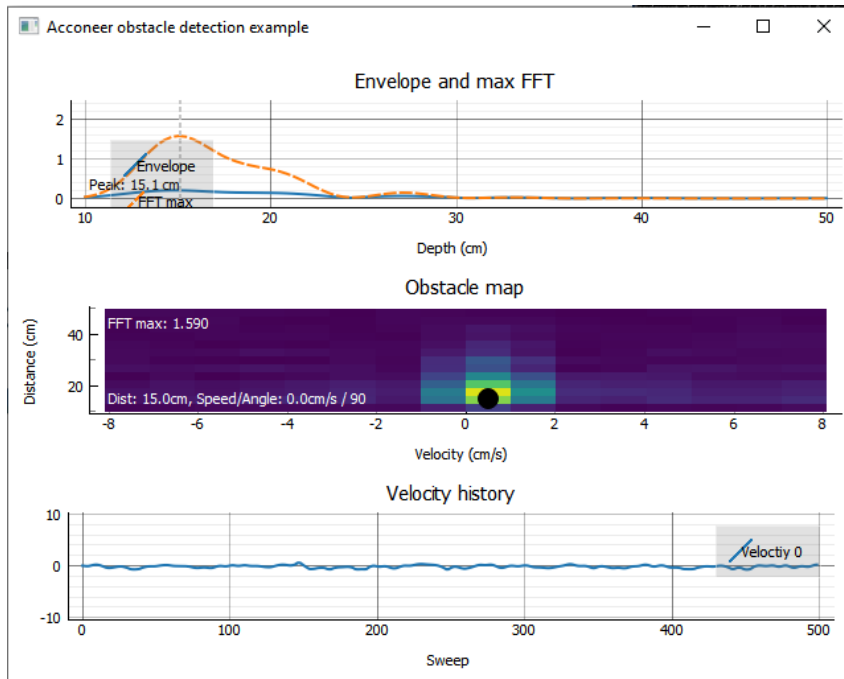 Acconeer obstacle detection example
Envelope and max FFT
2
1
0
Envelope
Peak: 15.1 cm
FFT max
10 20 30 40 50
Depth (cm)
Obstacle map
Distance (cm)
40
20
FFT max: 1.590
Dist: 15.0cm, Speed/Angle: 0.0cm/s / 90
-8 -6 -4 -2 0 2 4 6 8
Velocity (cm/s)
Velocity history
10
0
-10
Veloctiy 0
0 100 200 300 400 500
Sweep